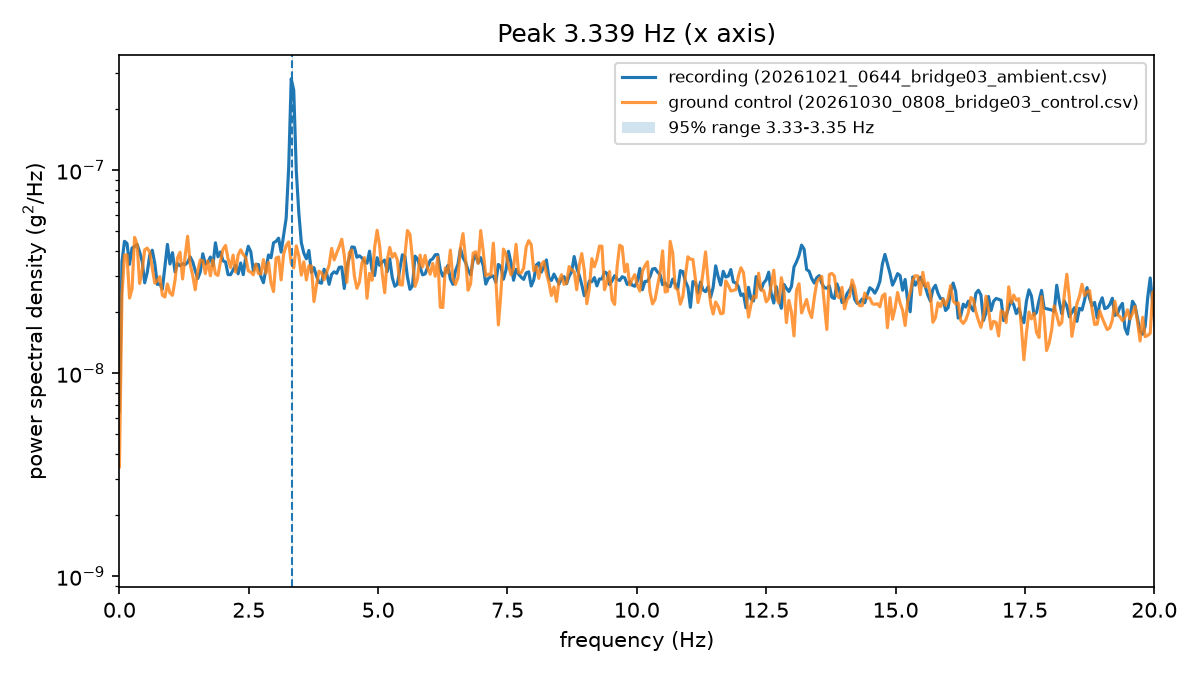 Peak 3.339 Hz (x axis)
recording (20261021_0644_bridge03_ambient.csv)
ground control (20261030_0808_bridge03_control.csv)
95% range 3.33-3.35 Hz
power spectral density (g²/Hz)
10⁻⁷
10⁻⁸
10⁻⁹
0.0 2.5 5.0 7.5 10.0 12.5 15.0 17.5 20.0
frequency (Hz)